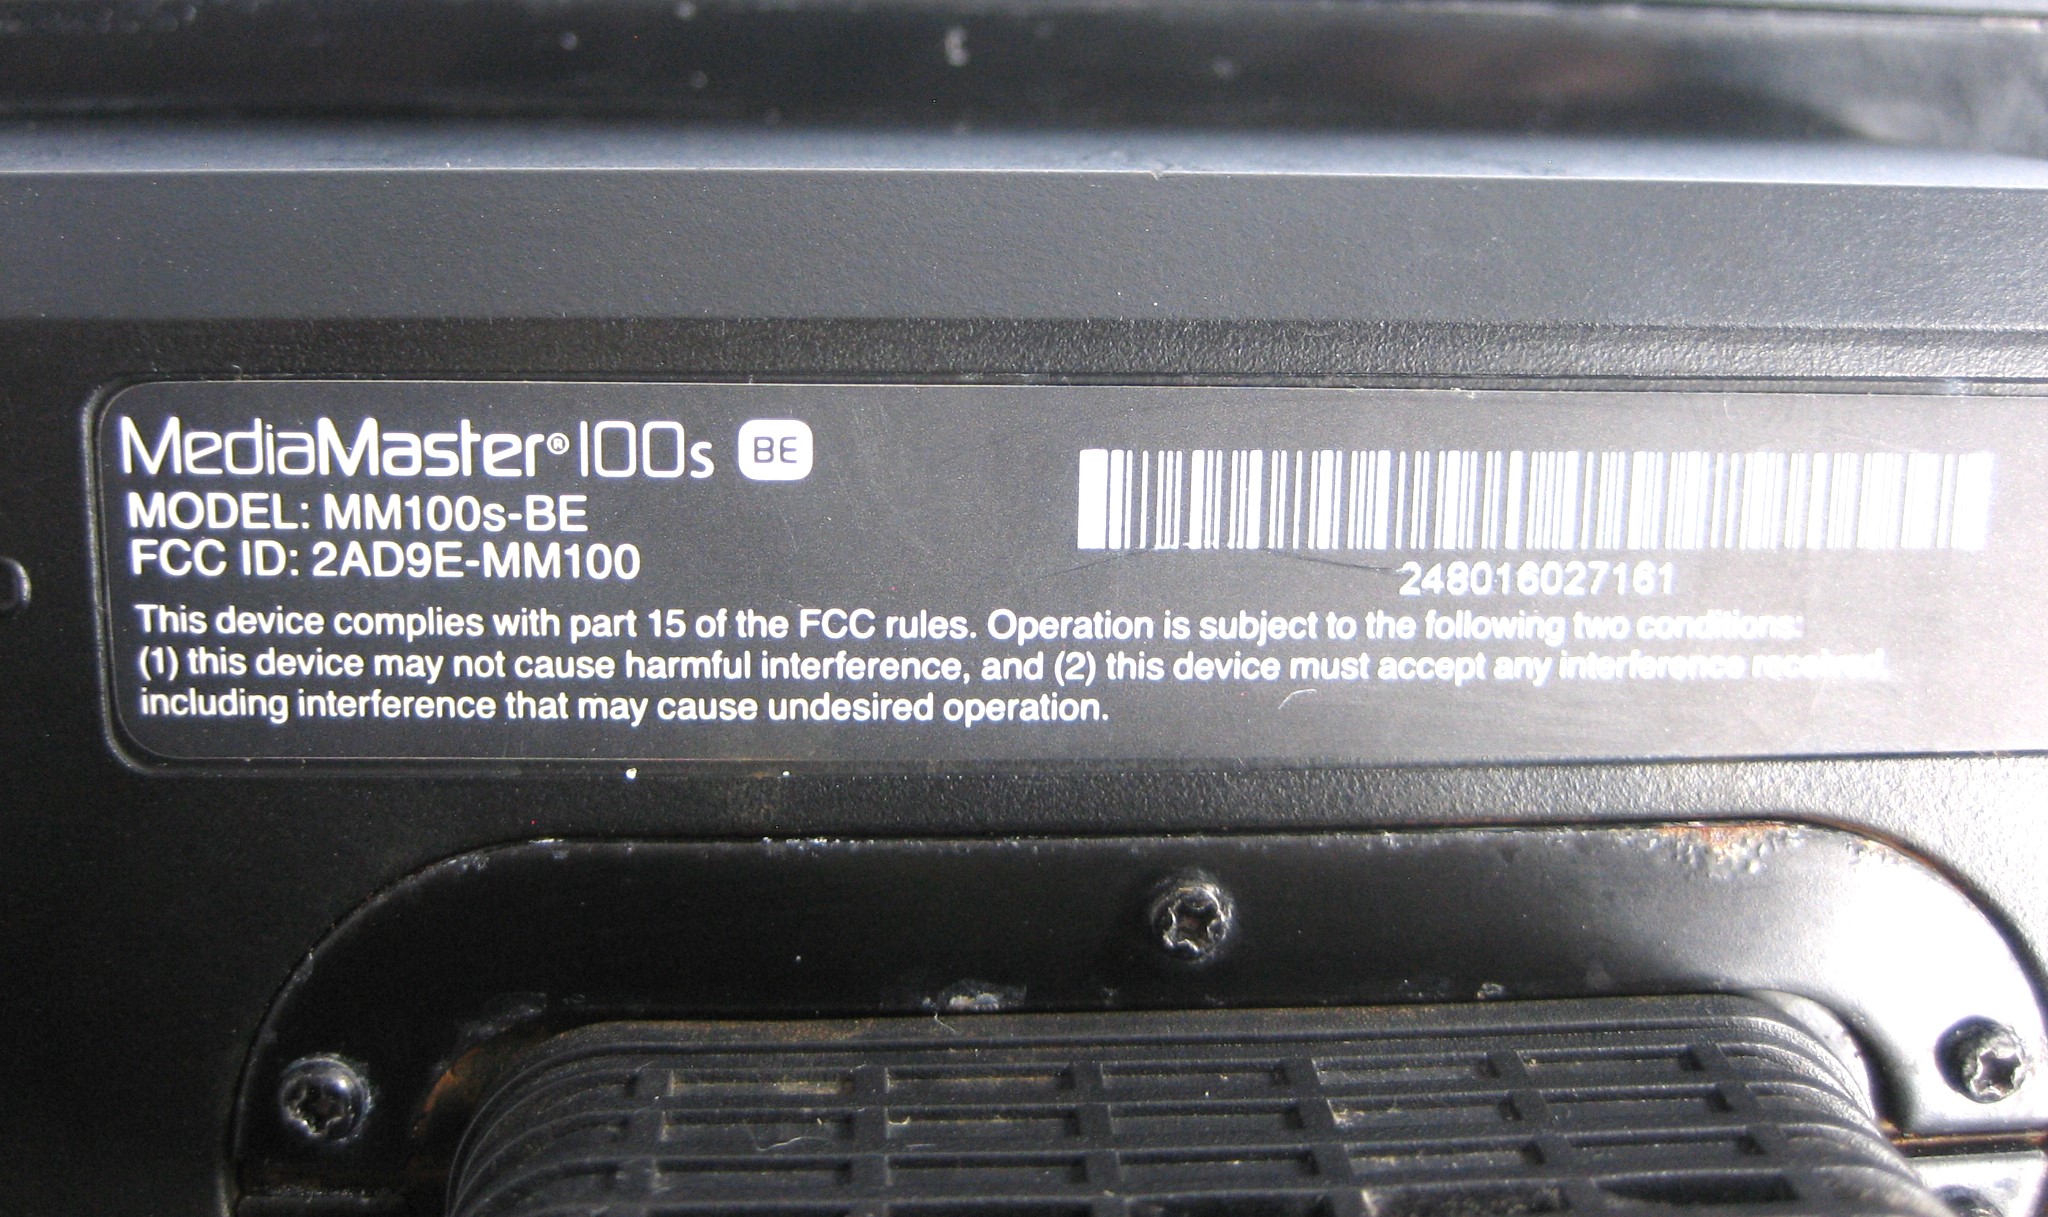 MediaMaster® 100s BE
MODEL: MM100s-BE
FCC ID: 2AD9E-MM100
248016027161
This device complies with part 15 of the FCC rules. Operation is subject to the following two conditions:
(1) this device may not cause harmful interference, and (2) this device must accept any interference received,
including interference that may cause undesired operation.